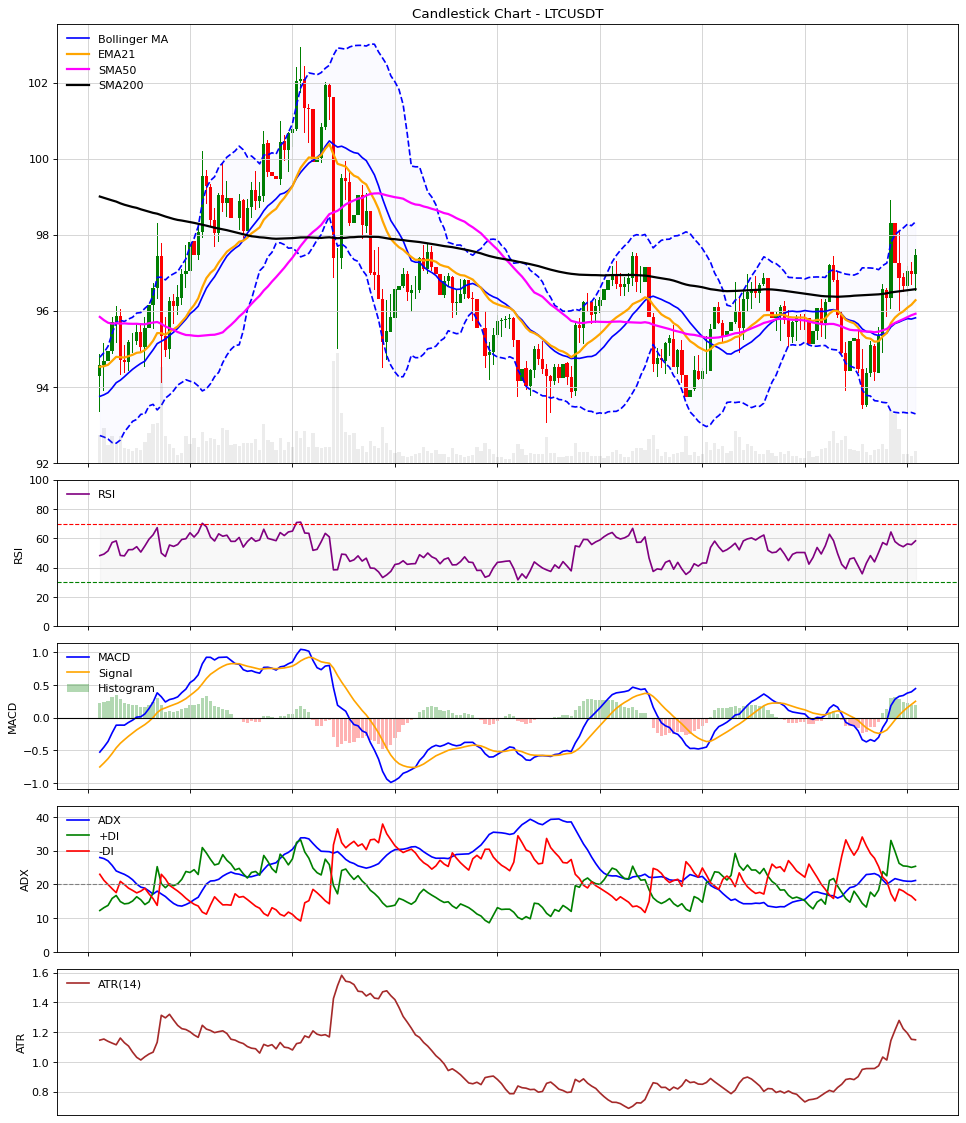 Candlestick Chart - LTCUSDT
Bollinger MA
EMA21
SMA50
SMA200
102
100
98
96
94
92
100
80
60
40
20
0
RSI
RSI
1.0
0.5
0.0
−0.5
−1.0
MACD
MACD
Signal
Histogram
40
30
20
10
0
ADX
ADX
+DI
-DI
1.6
1.4
1.2
1.0
0.8
ATR
ATR(14)